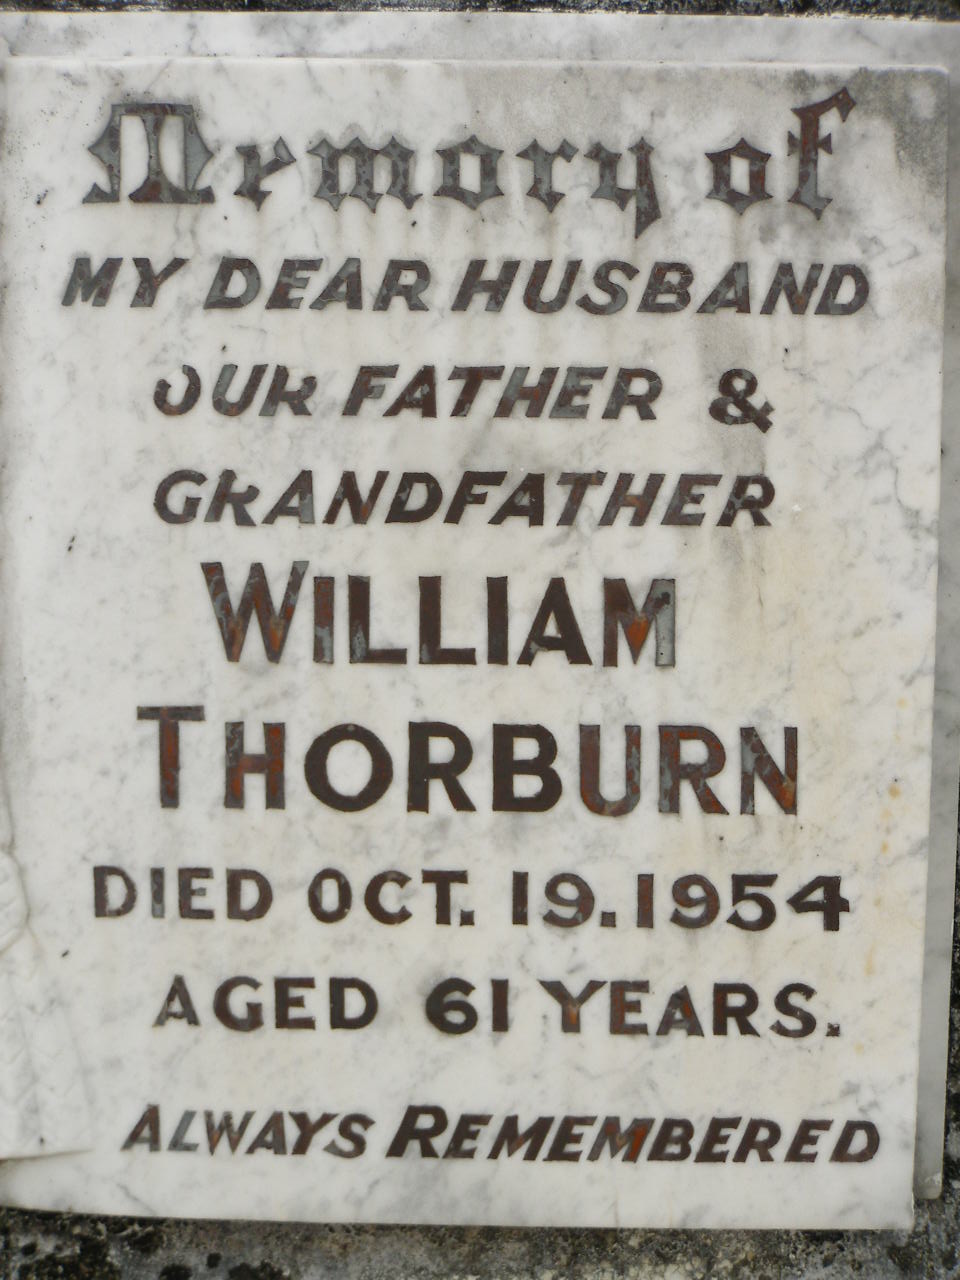 Memory of
MY DEAR HUSBAND
OUR FATHER &
GRANDFATHER
WILLIAM
THORBURN
DIED OCT. 19. 1954
AGED 61 YEARS.
ALWAYS REMEMBERED